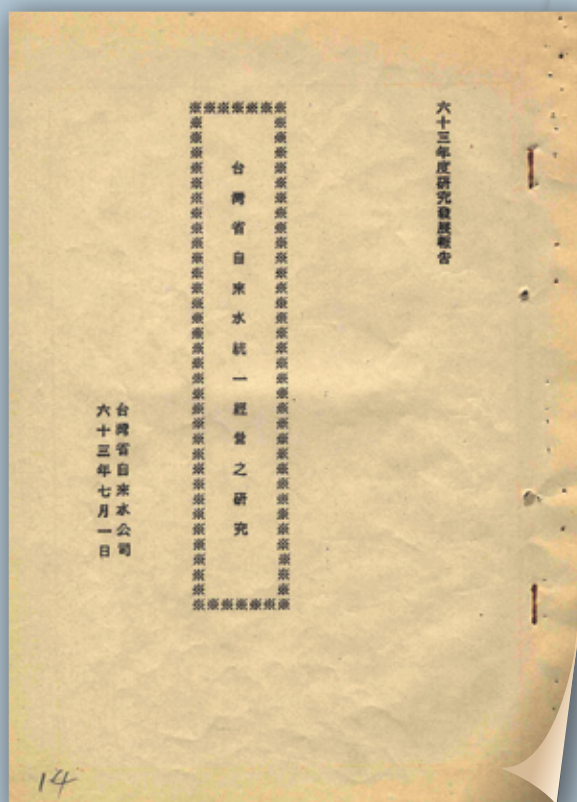 六十三年度研究發展報告
台灣省自來水統一經營之研究
台灣省自來水公司
六十三年七月一日
14